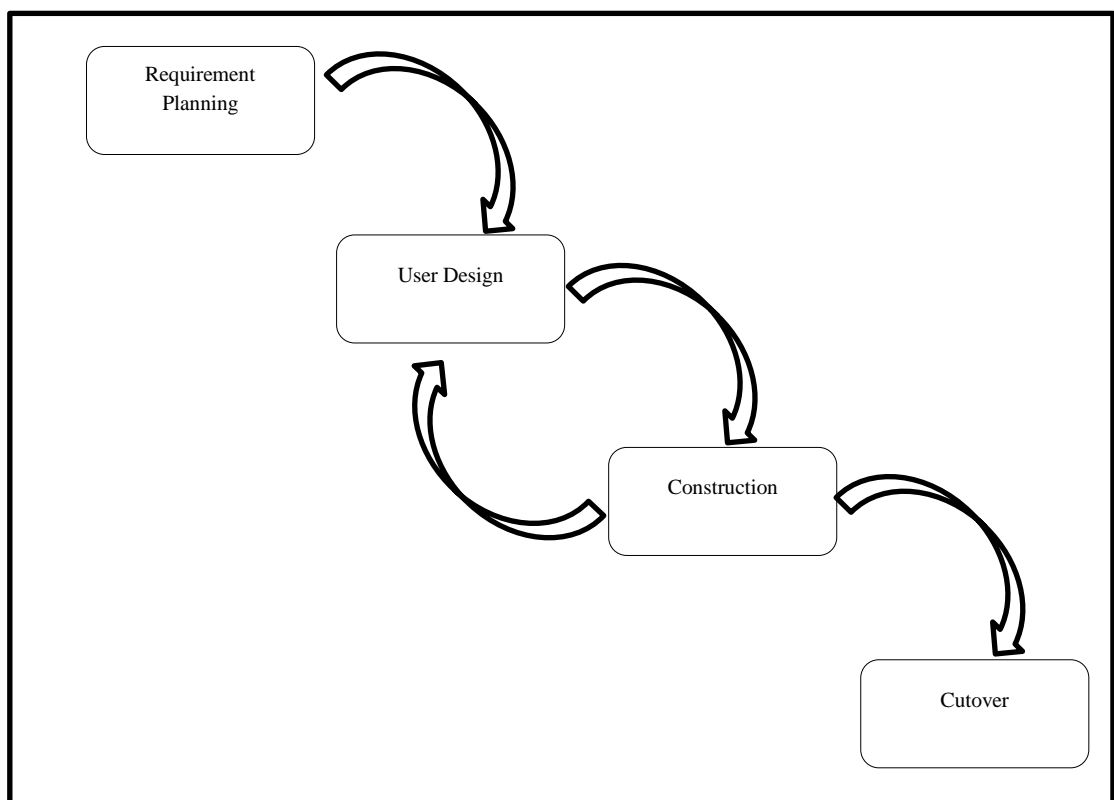 Requirement
Planning
User Design
Construction
Cutover